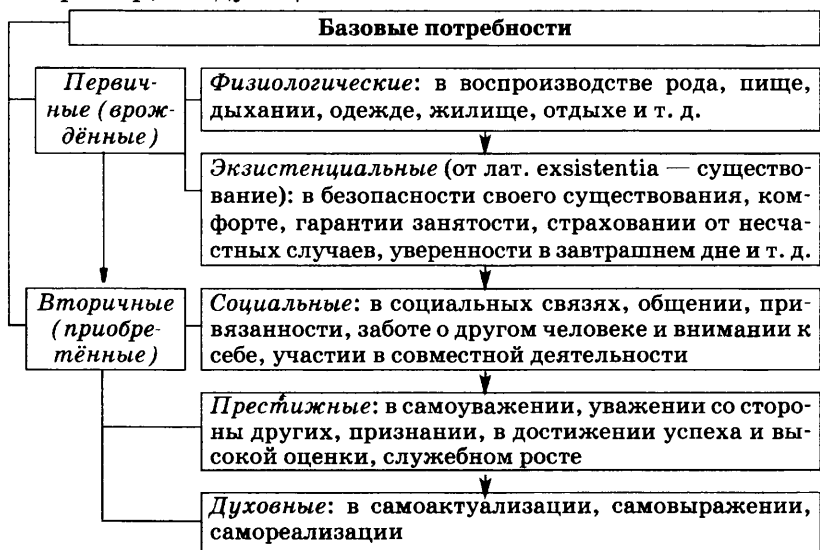 Базовые потребности
Первич-
ные (врож-
дённые)
Физиологические: в воспроизводстве рода, пище,
дыхании, одежде, жилище, отдыхе и т. д.
Экзистенциальные (от лат. exsistentia — существо-
вание): в безопасности своего существования, ком-
форте, гарантии занятости, страховании от несча-
стных случаев, уверенности в завтрашнем дне и т. д.
Вторичные
(приобре-
тённые)
Социальные: в социальных связях, общении, при-
вязанности, заботе о другом человеке и внимании к
себе, участии в совместной деятельности
Престижные: в самоуважении, уважении со сторо-
ны других, признании, в достижении успеха и вы-
сокой оценки, служебном росте
Духовные: в самоактуализации, самовыражении,
самореализации